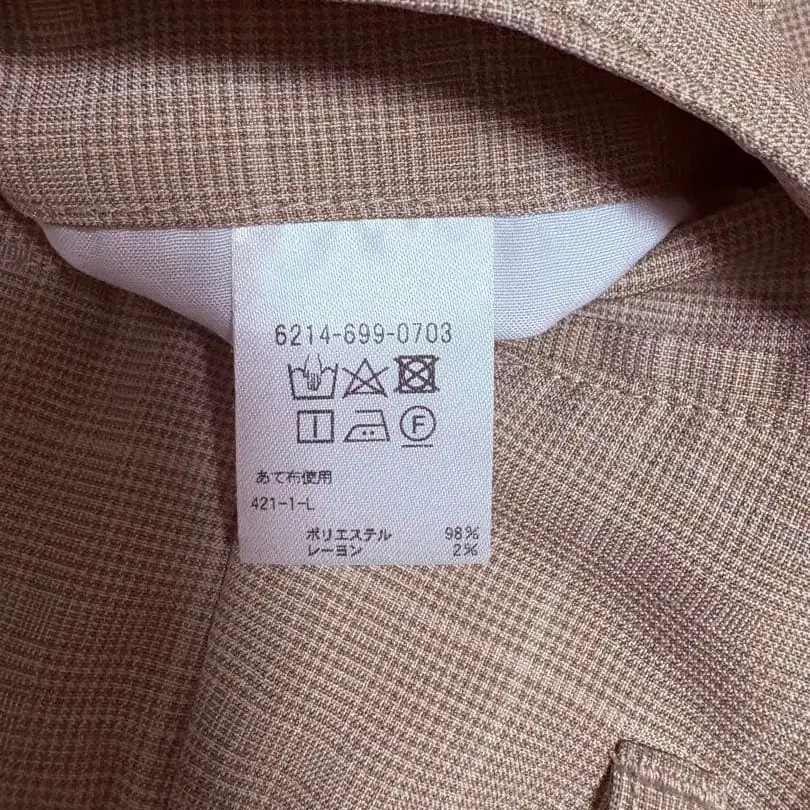 6214-699-0703
F
あて布使用
421-1-L
ポリエステル 98%
レーヨン 2%